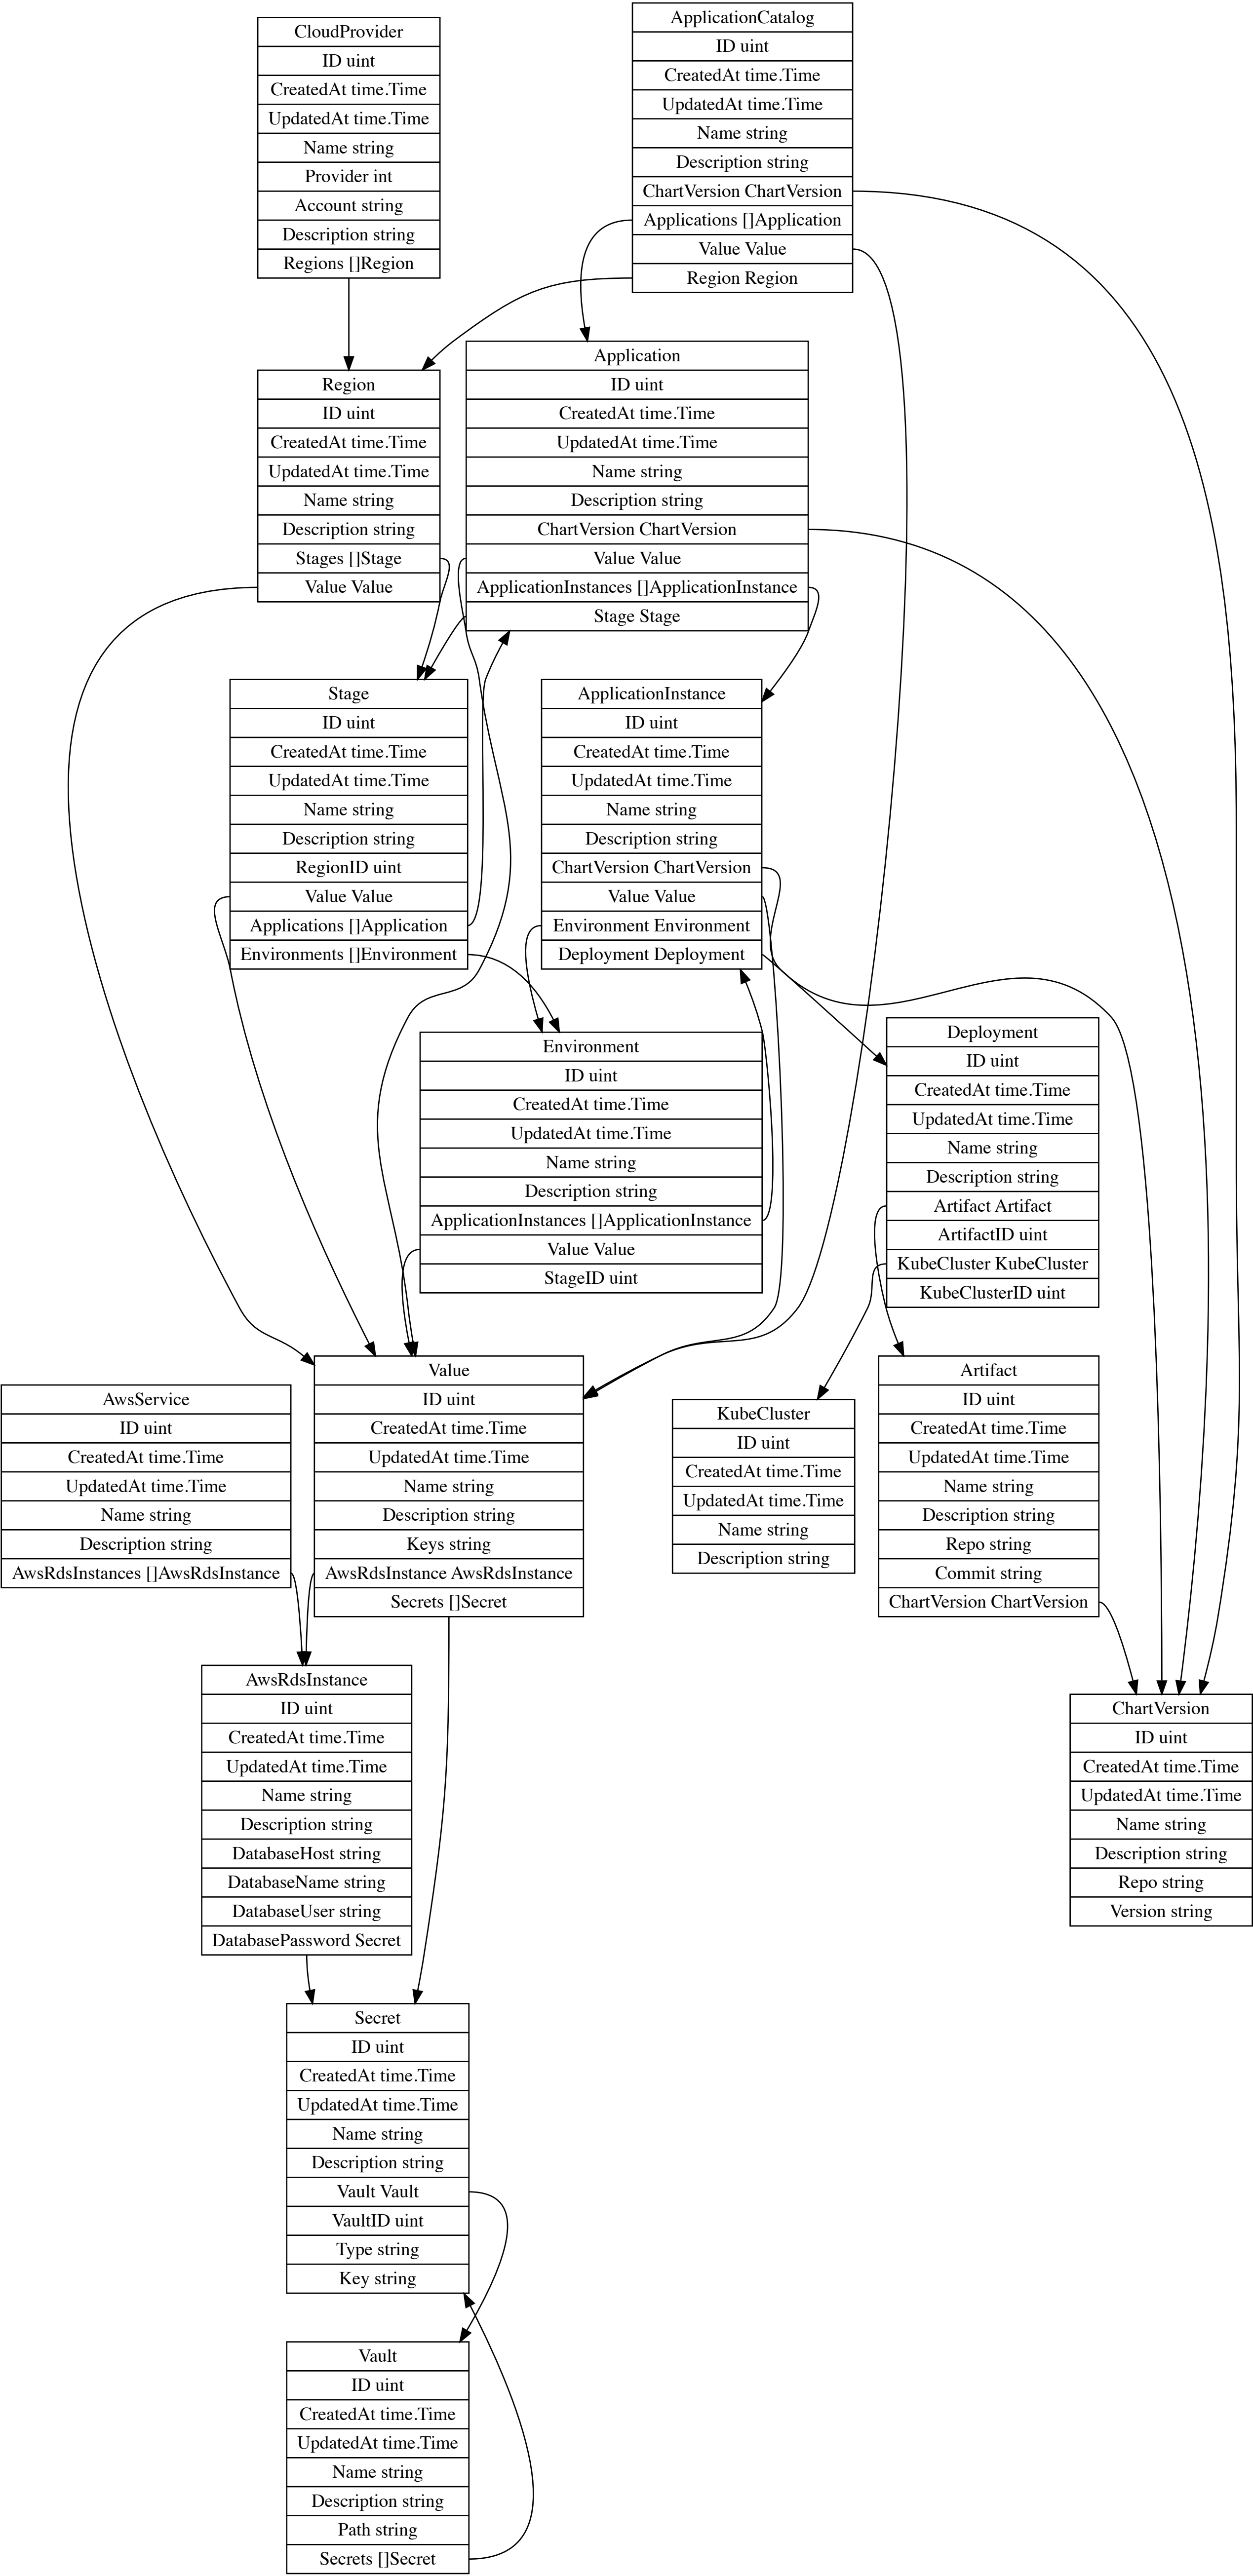 CloudProvider
ID uint
CreatedAt time.Time
UpdatedAt time.Time
Name string
Provider int
Account string
Description string
Regions []Region
ApplicationCatalog
ID uint
CreatedAt time.Time
UpdatedAt time.Time
Name string
Description string
ChartVersion ChartVersion
Applications []Application
Value Value
Region Region
Region
ID uint
CreatedAt time.Time
UpdatedAt time.Time
Name string
Description string
Stages []Stage
Value Value
Application
ID uint
CreatedAt time.Time
UpdatedAt time.Time
Name string
Description string
ChartVersion ChartVersion
Value Value
ApplicationInstances []ApplicationInstance
Stage Stage
Stage
ID uint
CreatedAt time.Time
UpdatedAt time.Time
Name string
Description string
RegionID uint
Value Value
Applications []Application
Environments []Environment
ApplicationInstance
ID uint
CreatedAt time.Time
UpdatedAt time.Time
Name string
Description string
ChartVersion ChartVersion
Value Value
Environment Environment
Deployment Deployment
Environment
ID uint
CreatedAt time.Time
UpdatedAt time.Time
Name string
Description string
ApplicationInstances []ApplicationInstance
Value Value
StageID uint
Deployment
ID uint
CreatedAt time.Time
UpdatedAt time.Time
Name string
Description string
Artifact Artifact
ArtifactID uint
KubeCluster KubeCluster
KubeClusterID uint
AwsService
ID uint
CreatedAt time.Time
UpdatedAt time.Time
Name string
Description string
AwsRdsInstances []AwsRdsInstance
Value
ID uint
CreatedAt time.Time
UpdatedAt time.Time
Name string
Description string
Keys string
AwsRdsInstance AwsRdsInstance
Secrets []Secret
KubeCluster
ID uint
CreatedAt time.Time
UpdatedAt time.Time
Name string
Description string
Artifact
ID uint
CreatedAt time.Time
UpdatedAt time.Time
Name string
Description string
Repo string
Commit string
ChartVersion ChartVersion
AwsRdsInstance
ID uint
CreatedAt time.Time
UpdatedAt time.Time
Name string
Description string
DatabaseHost string
DatabaseName string
DatabaseUser string
DatabasePassword Secret
ChartVersion
ID uint
CreatedAt time.Time
UpdatedAt time.Time
Name string
Description string
Repo string
Version string
Secret
ID uint
CreatedAt time.Time
UpdatedAt time.Time
Name string
Description string
Vault Vault
VaultID uint
Type string
Key string
Vault
ID uint
CreatedAt time.Time
UpdatedAt time.Time
Name string
Description string
Path string
Secrets []Secret